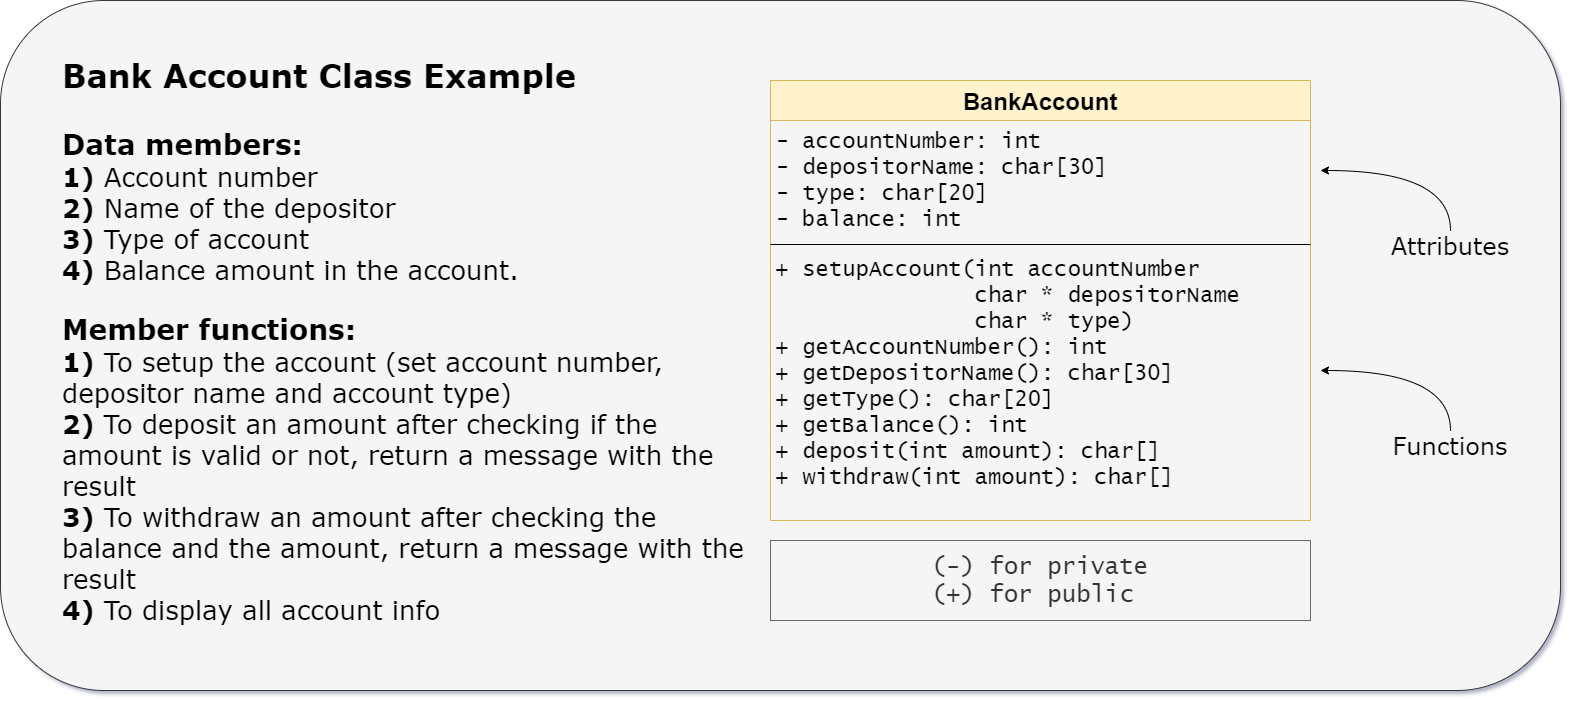 Bank Account Class Example
Data members:
1) Account number
2) Name of the depositor
3) Type of account
4) Balance amount in the account.
Member functions:
1) To setup the account (set account number,
depositor name and account type)
2) To deposit an amount after checking if the
amount is valid or not, return a message with the
result
3) To withdraw an amount after checking the
balance and the amount, return a message with the
result
4) To display all account info
BankAccount
- accountNumber: int
- depositorName: char[30]
- type: char[20]
- balance: int
+ setupAccount(int accountNumber
char * depositorName
char * type)
+ getAccountNumber(): int
+ getDepositorName(): char[30]
+ getType(): char[20]
+ getBalance(): int
+ deposit(int amount): char[]
+ withdraw(int amount): char[]
Attributes
Functions
(-) for private
(+) for public